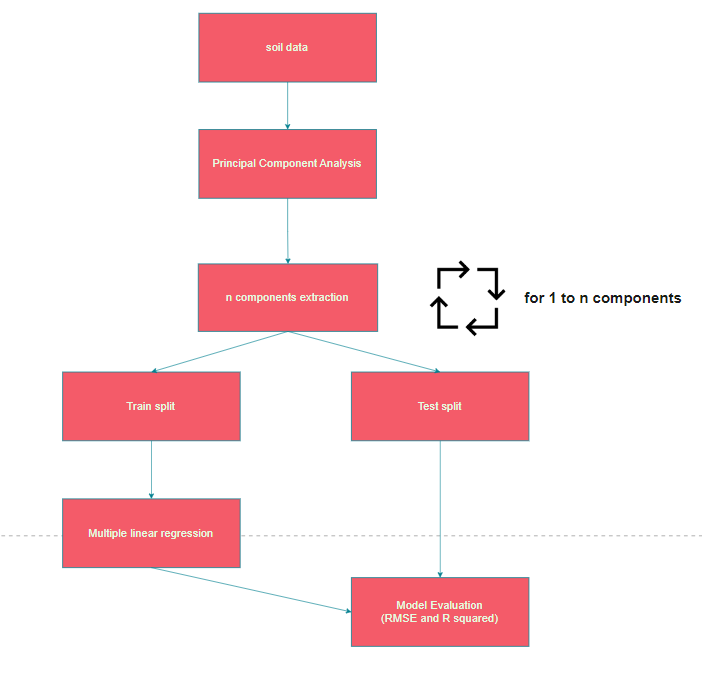 soil data
Principal Component Analysis
n components extraction
for 1 to n components
Train split
Test split
Multiple linear regression
Model Evaluation
(RMSE and R squared)